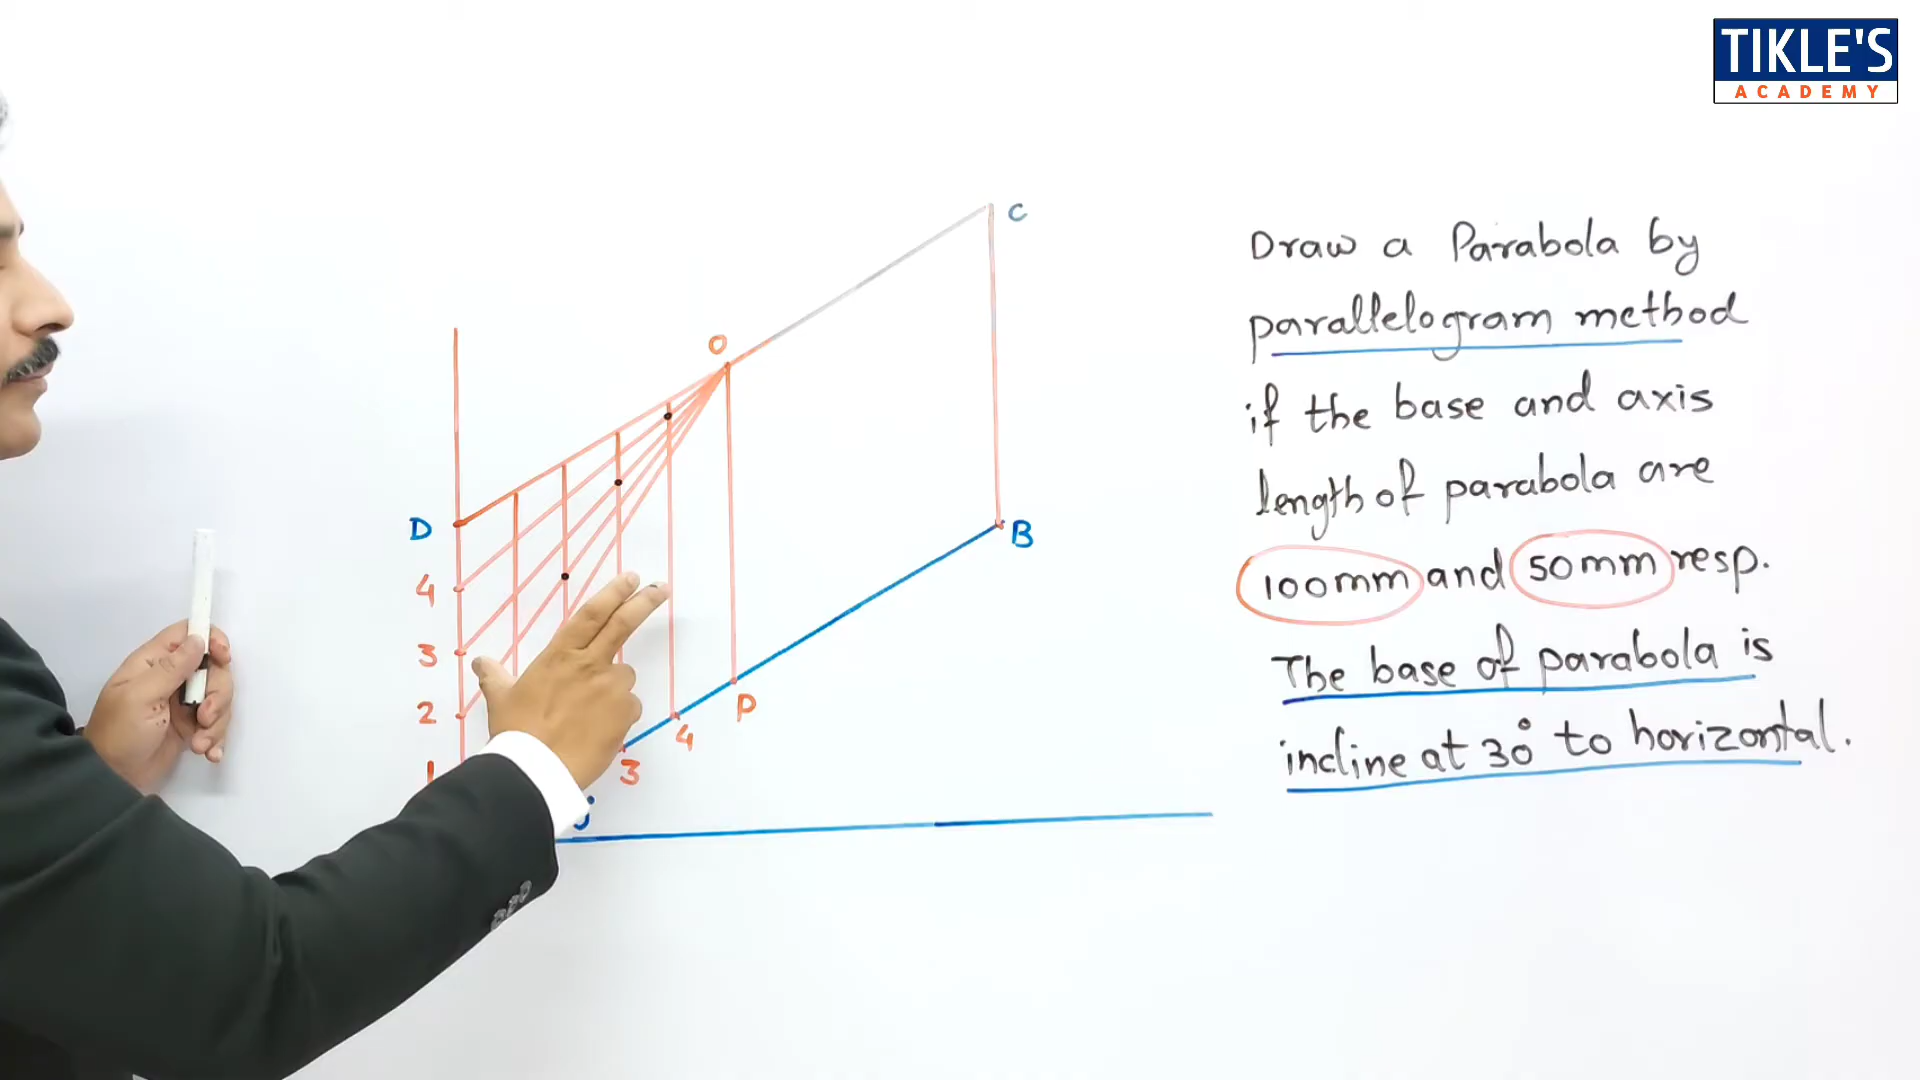 TIKLE'S
ACADEMY
C
O
D
B
4
3
2
1
P
4
3
Draw a Parabola by
parallelogram method
if the base and axis
length of parabola are
100mm and 50mm resp.
The base of parabola is
incline at 30° to horizontal.